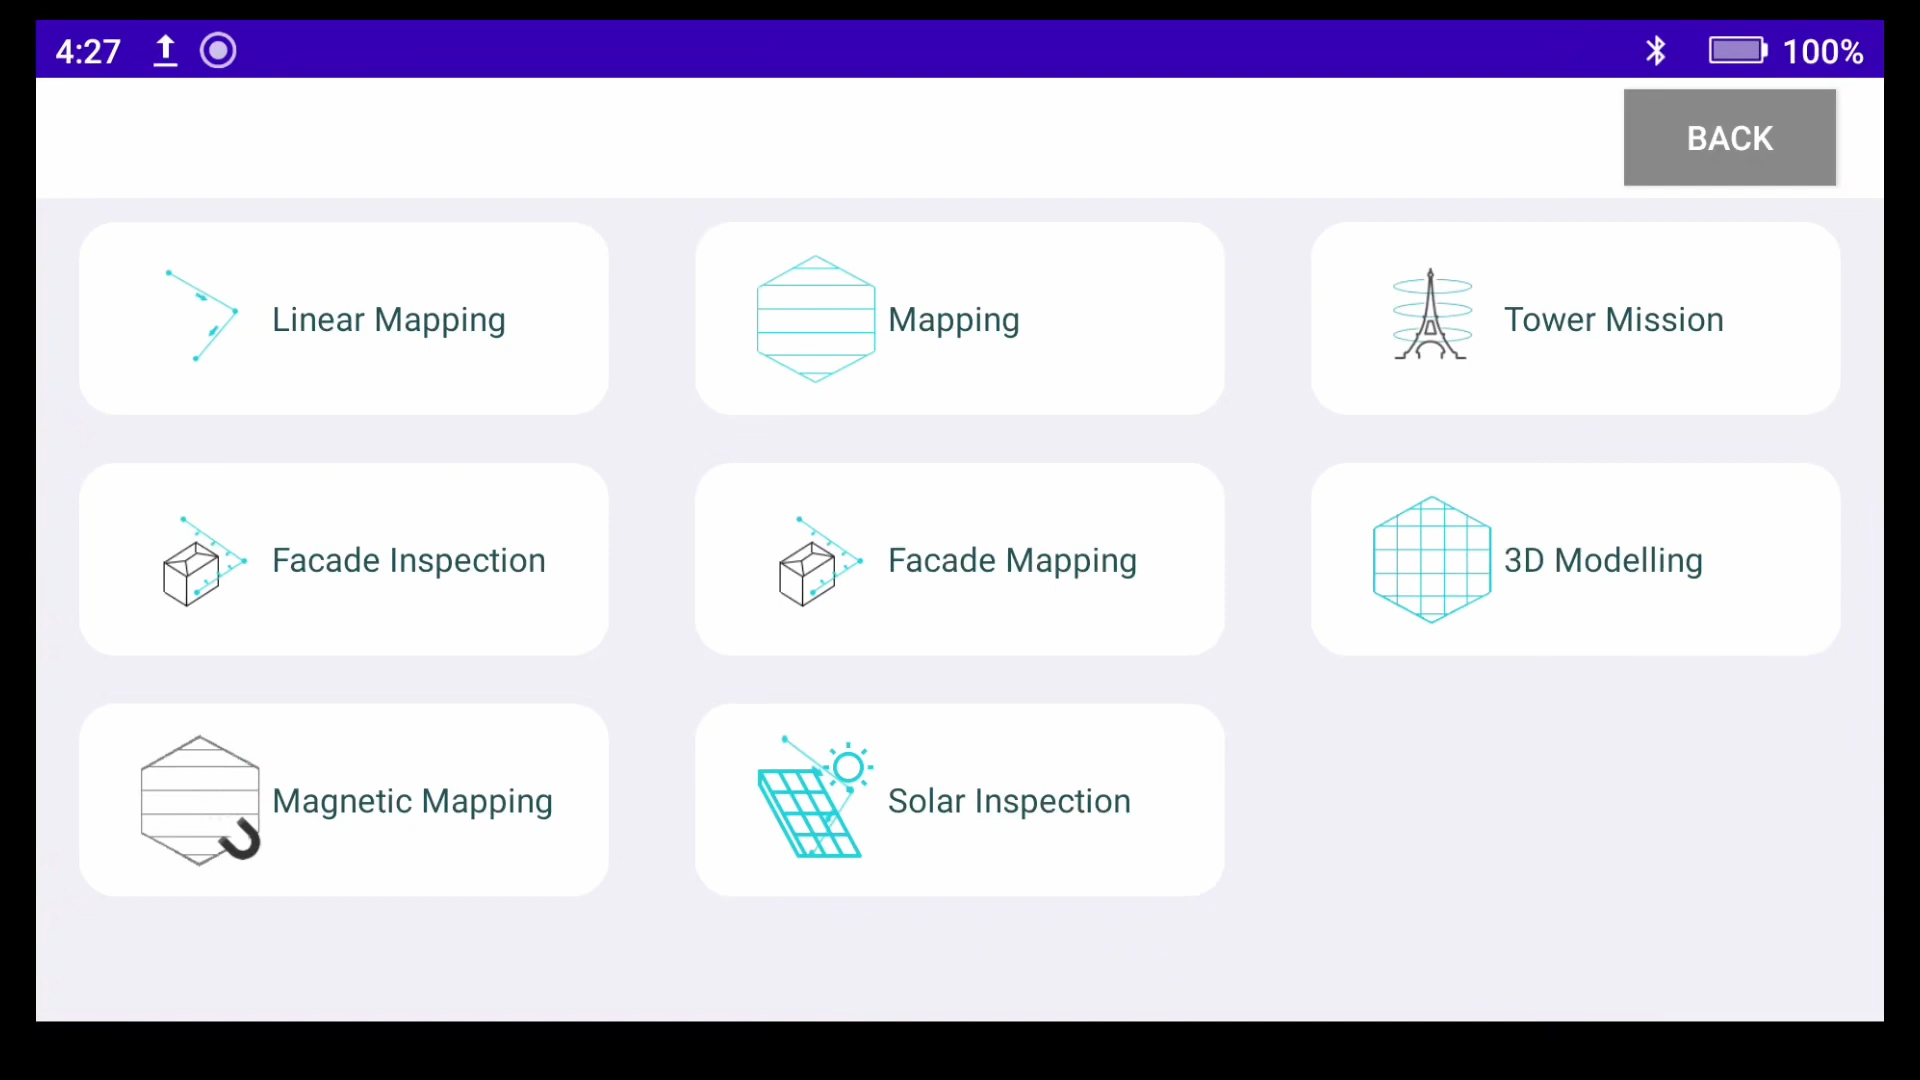 4:27 100%
BACK
Linear Mapping
Mapping
Tower Mission
Facade Inspection
Facade Mapping
3D Modelling
Magnetic Mapping
Solar Inspection